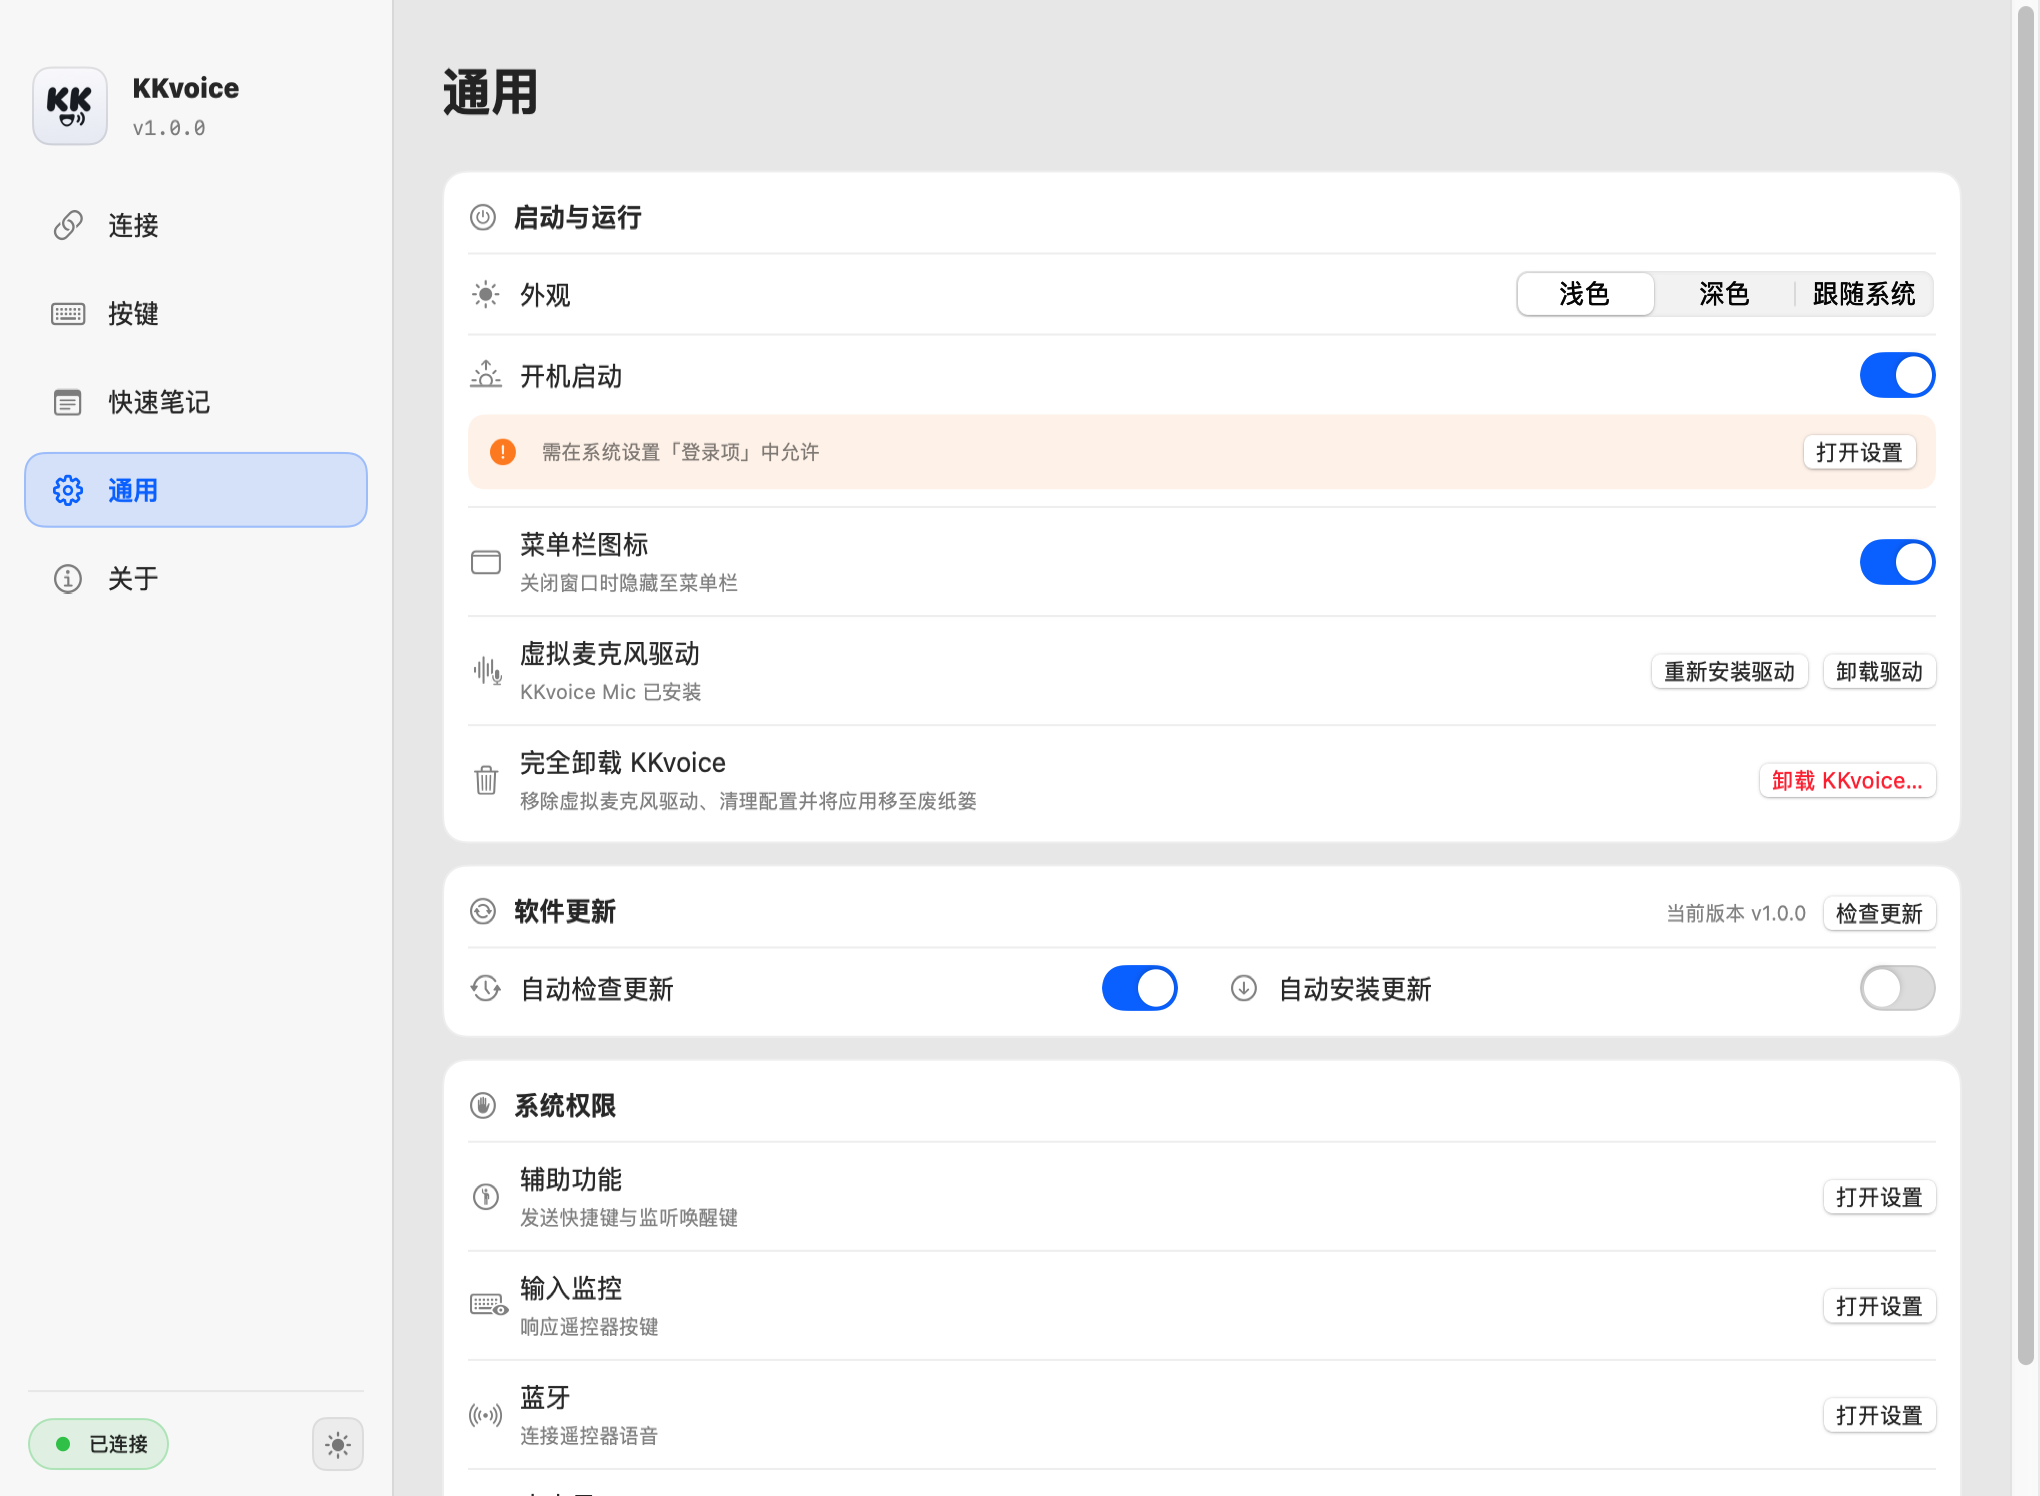 KK
KKvoice
v1.0.0
连接
按键
快速笔记
通用
关于
已连接
通用
启动与运行
外观
浅色 深色 跟随系统
开机启动
需在系统设置「登录项」中允许 打开设置
菜单栏图标
关闭窗口时隐藏至菜单栏
虚拟麦克风驱动
KKvoice Mic 已安装
重新安装驱动 卸载驱动
完全卸载 KKvoice
移除虚拟麦克风驱动、清理配置并将应用移至废纸篓
卸载 KKvoice...
软件更新 当前版本 v1.0.0 检查更新
自动检查更新 自动安装更新
系统权限
辅助功能
发送快捷键与监听唤醒键
打开设置
输入监控
响应遥控器按键
打开设置
蓝牙
连接遥控器语音
打开设置